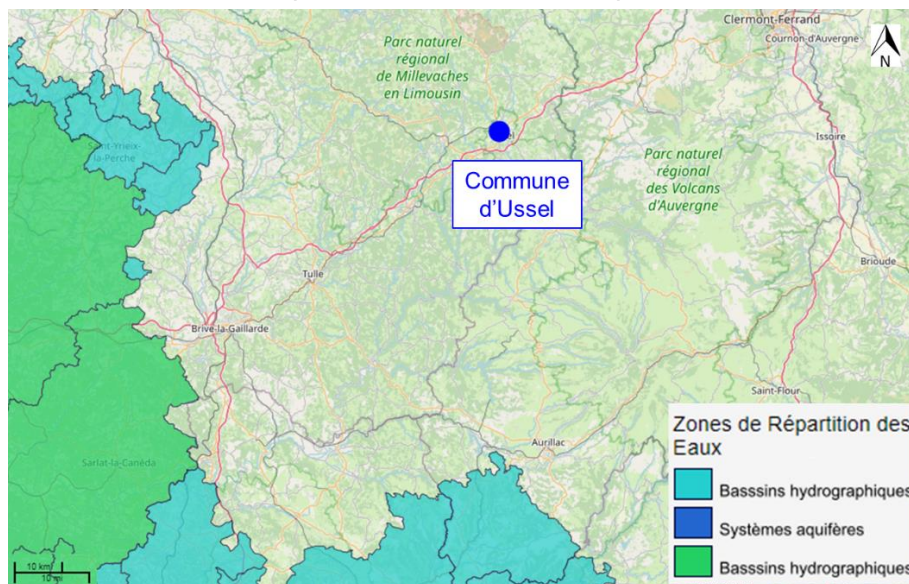 Clermont-Ferrand
Cournon-d'Auvergne
N
Parc naturel
régional
de Millevaches
en Limousin
Issoire
Saint-Yrieix-
la-Perche
Parc naturel
régional
des Volcans
d'Auvergne
Commune
d'Ussel
Tulle
Brioude
Brive-la-Gaillarde
Saint-Flour
Aurillac
Sarlat-la-Canéda
Zones de Répartition des
Eaux
Basssins hydrographiques
Systèmes aquifères
Basssins hydrographiques
10 km
10 mi